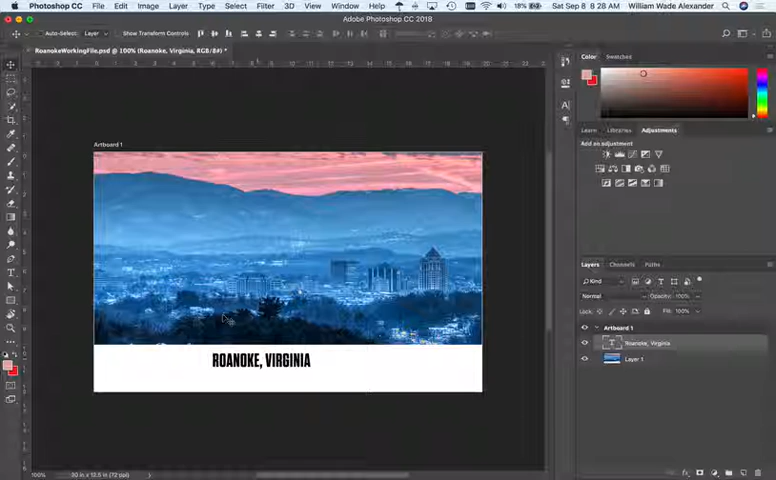 Photoshop CC File Edit Image Layer Type Select Filter 3D View Window Help 18% Sat Sep 8 8:28 AM William Wade Alexander
Adobe Photoshop CC 2018
Auto-Select: Layer Show Transform Controls 3D Mode:
RoanokeWorkingFile.psd @ 100% (Roanoke, Virginia, RGB/8#) *
Color Swatches
Artboard 1
Learn Libraries Adjustments
Add an adjustment
ROANOKE, VIRGINIA
Layers Channels Paths
Kind
Normal Opacity: 100%
Lock: Fill: 100%
Artboard 1
Roanoke, Virginia
Layer 1
100%